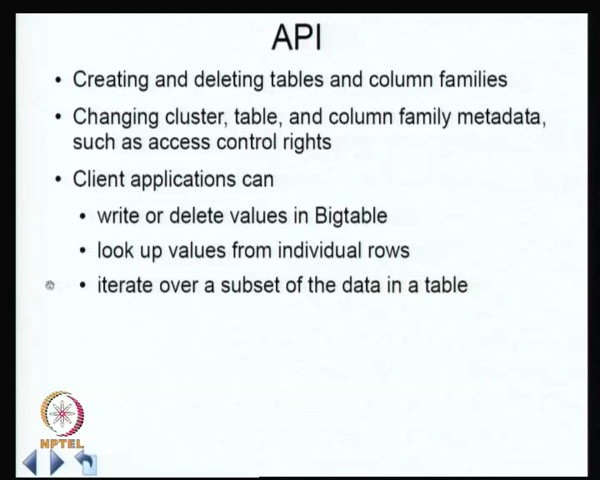 API
• Creating and deleting tables and column families
• Changing cluster, table, and column family metadata,
such as access control rights
• Client applications can
• write or delete values in Bigtable
• look up values from individual rows
• iterate over a subset of the data in a table
NPTEL